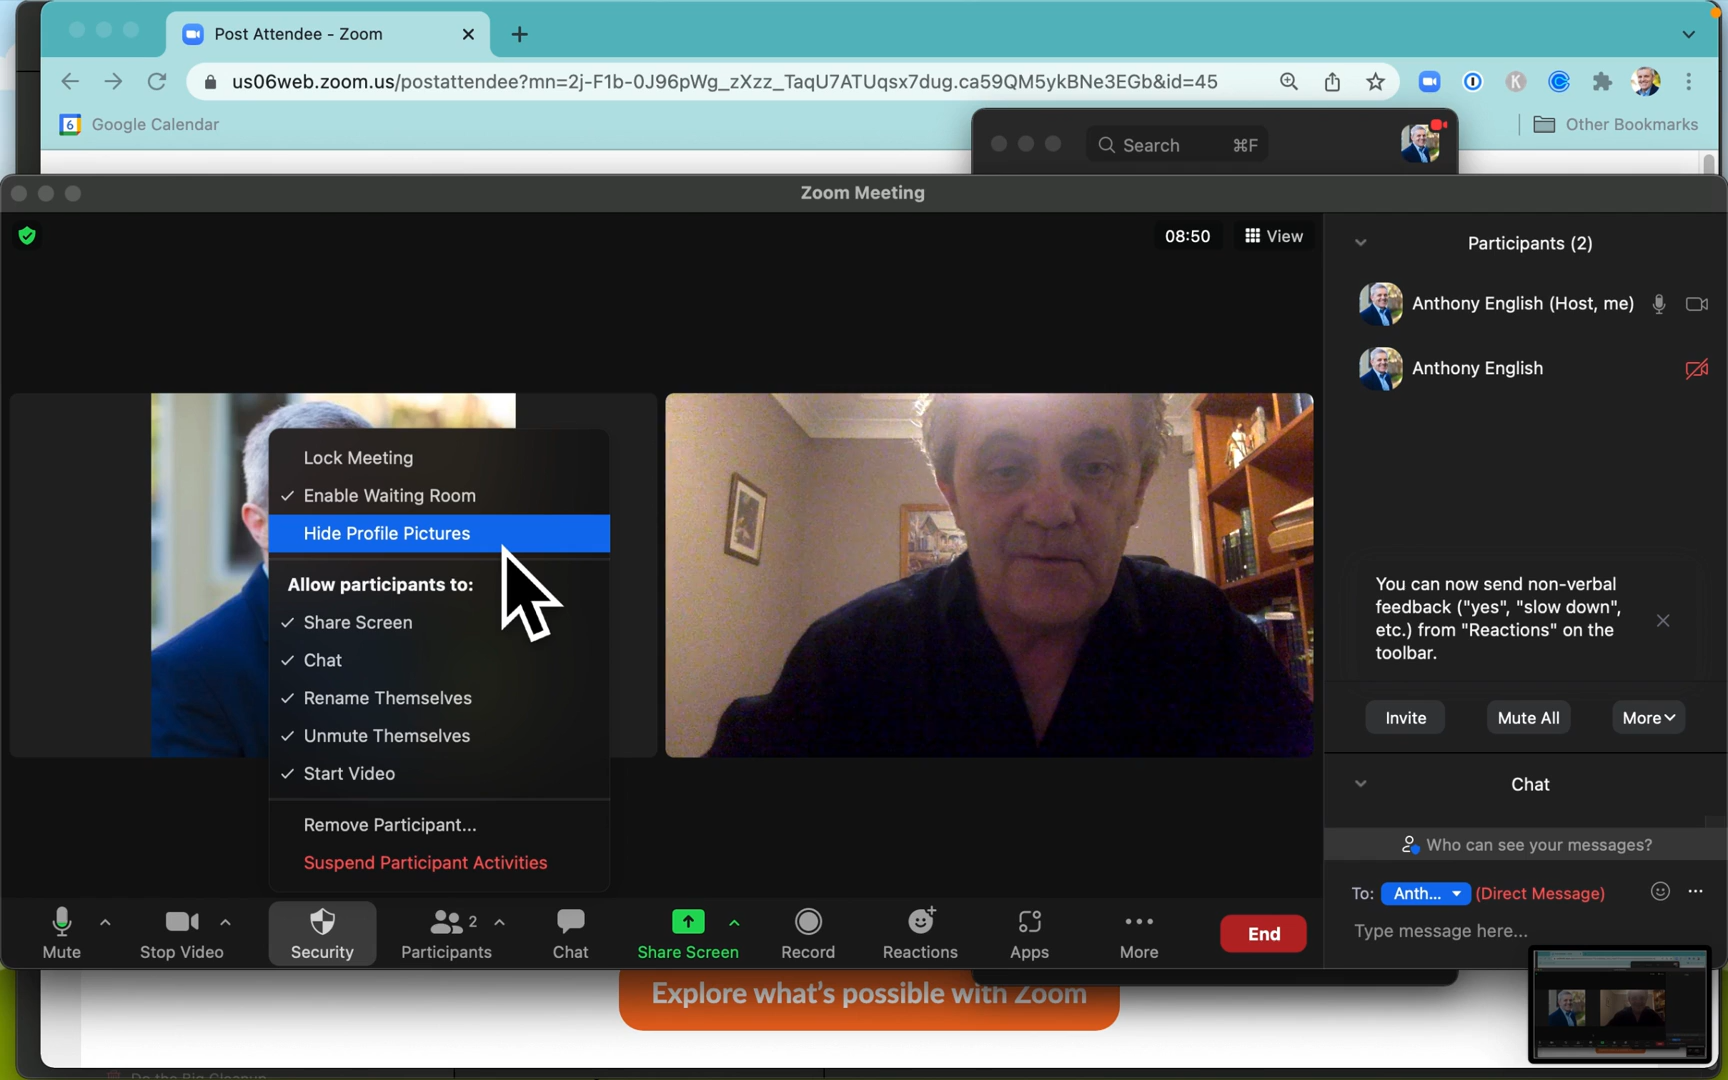 Post Attendee - Zoom
us06web.zoom.us/postattendee?mn=2j-F1b-0J96pWg_zXzz_TaqU7ATUqsx7dug.ca59QM5ykBNe3EGb&id=45
K
6 Google Calendar
Other Bookmarks
Search ⌘F
Zoom Meeting
08:50 View
Participants (2)
Anthony English (Host, me)
Anthony English
Lock Meeting
✓ Enable Waiting Room
Hide Profile Pictures
Allow participants to:
✓ Share Screen
✓ Chat
✓ Rename Themselves
✓ Unmute Themselves
✓ Start Video
Remove Participant...
Suspend Participant Activities
You can now send non-verbal
feedback ("yes", "slow down",
etc.) from "Reactions" on the
toolbar.
Invite Mute All More
Chat
Who can see your messages?
To: Anth... (Direct Message)
Type message here...
2
Mute Stop Video Security Participants Chat Share Screen Record Reactions Apps More End
Explore what's possible with Zoom